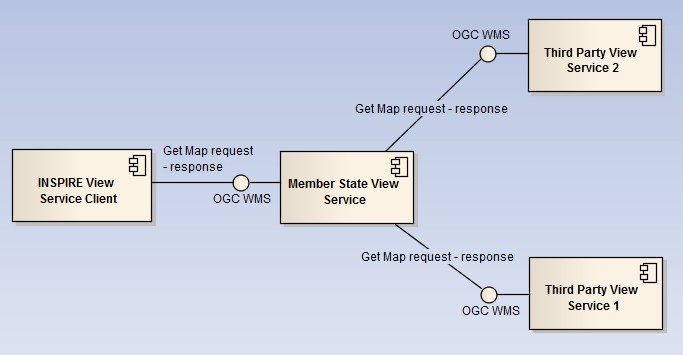 OGC WMS
Third Party View
Service 2
Get Map request - response
Get Map request
- response
INSPIRE View
Service Client
OGC WMS
Member State View
Service
Get Map request - response
Third Party View
Service 1
OGC WMS